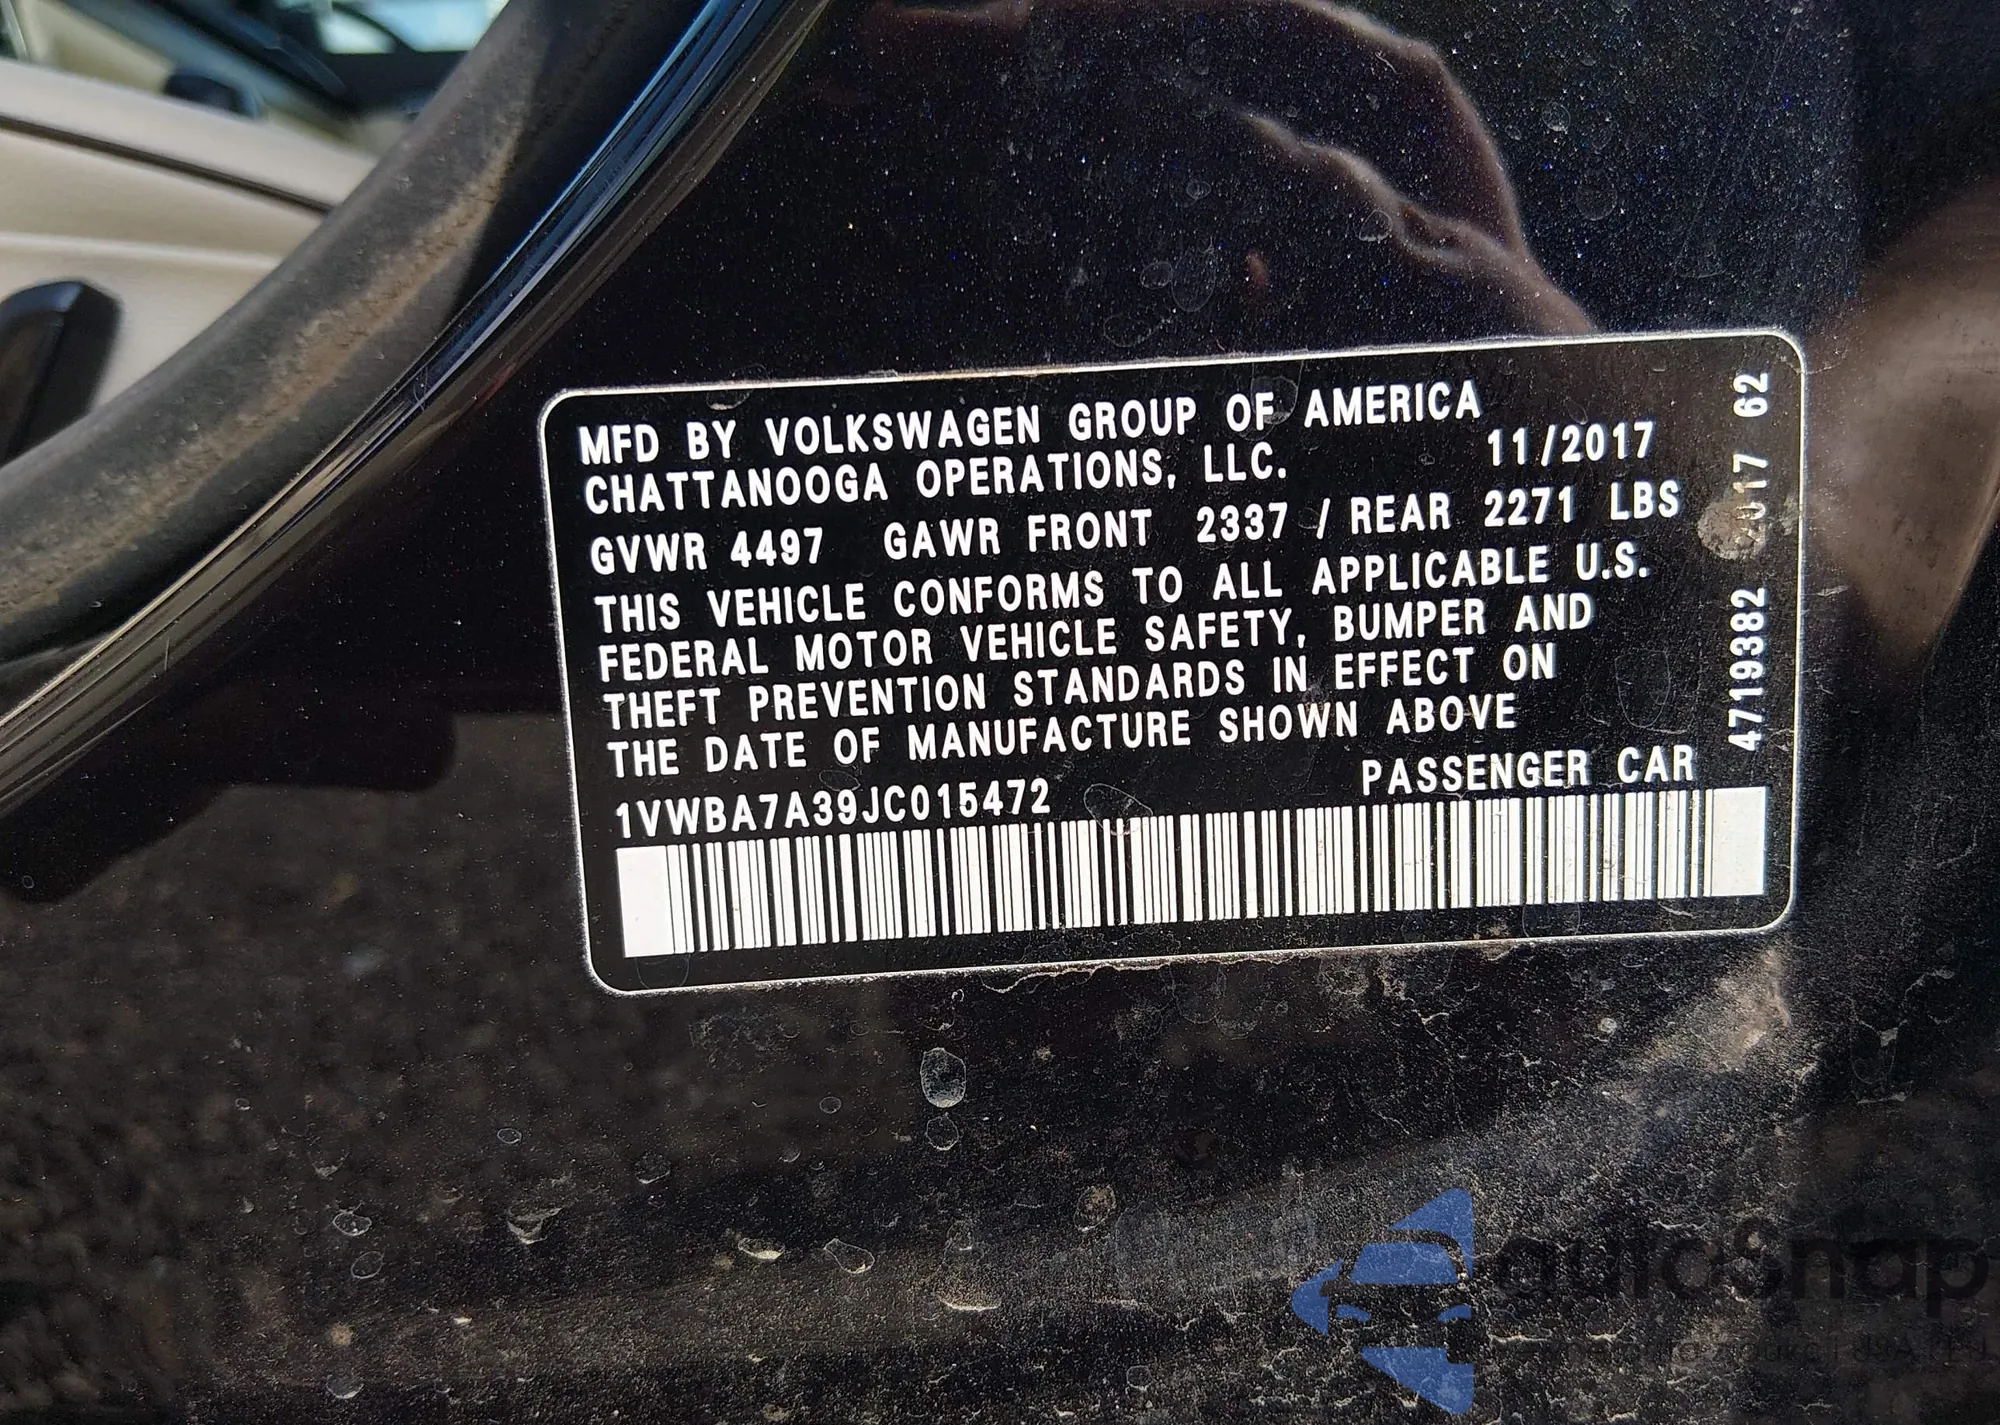 MFD BY VOLKSWAGEN GROUP OF AMERICA
CHATTANOOGA OPERATIONS, LLC. 11/2017
GVWR 4497 GAWR FRONT 2337 / REAR 2271 LBS
THIS VEHICLE CONFORMS TO ALL APPLICABLE U.S.
FEDERAL MOTOR VEHICLE SAFETY, BUMPER AND
THEFT PREVENTION STANDARDS IN EFFECT ON
THE DATE OF MANUFACTURE SHOWN ABOVE
1VWBA7A39JC015472 PASSENGER CAR
4719382 2017 62
autoSnap